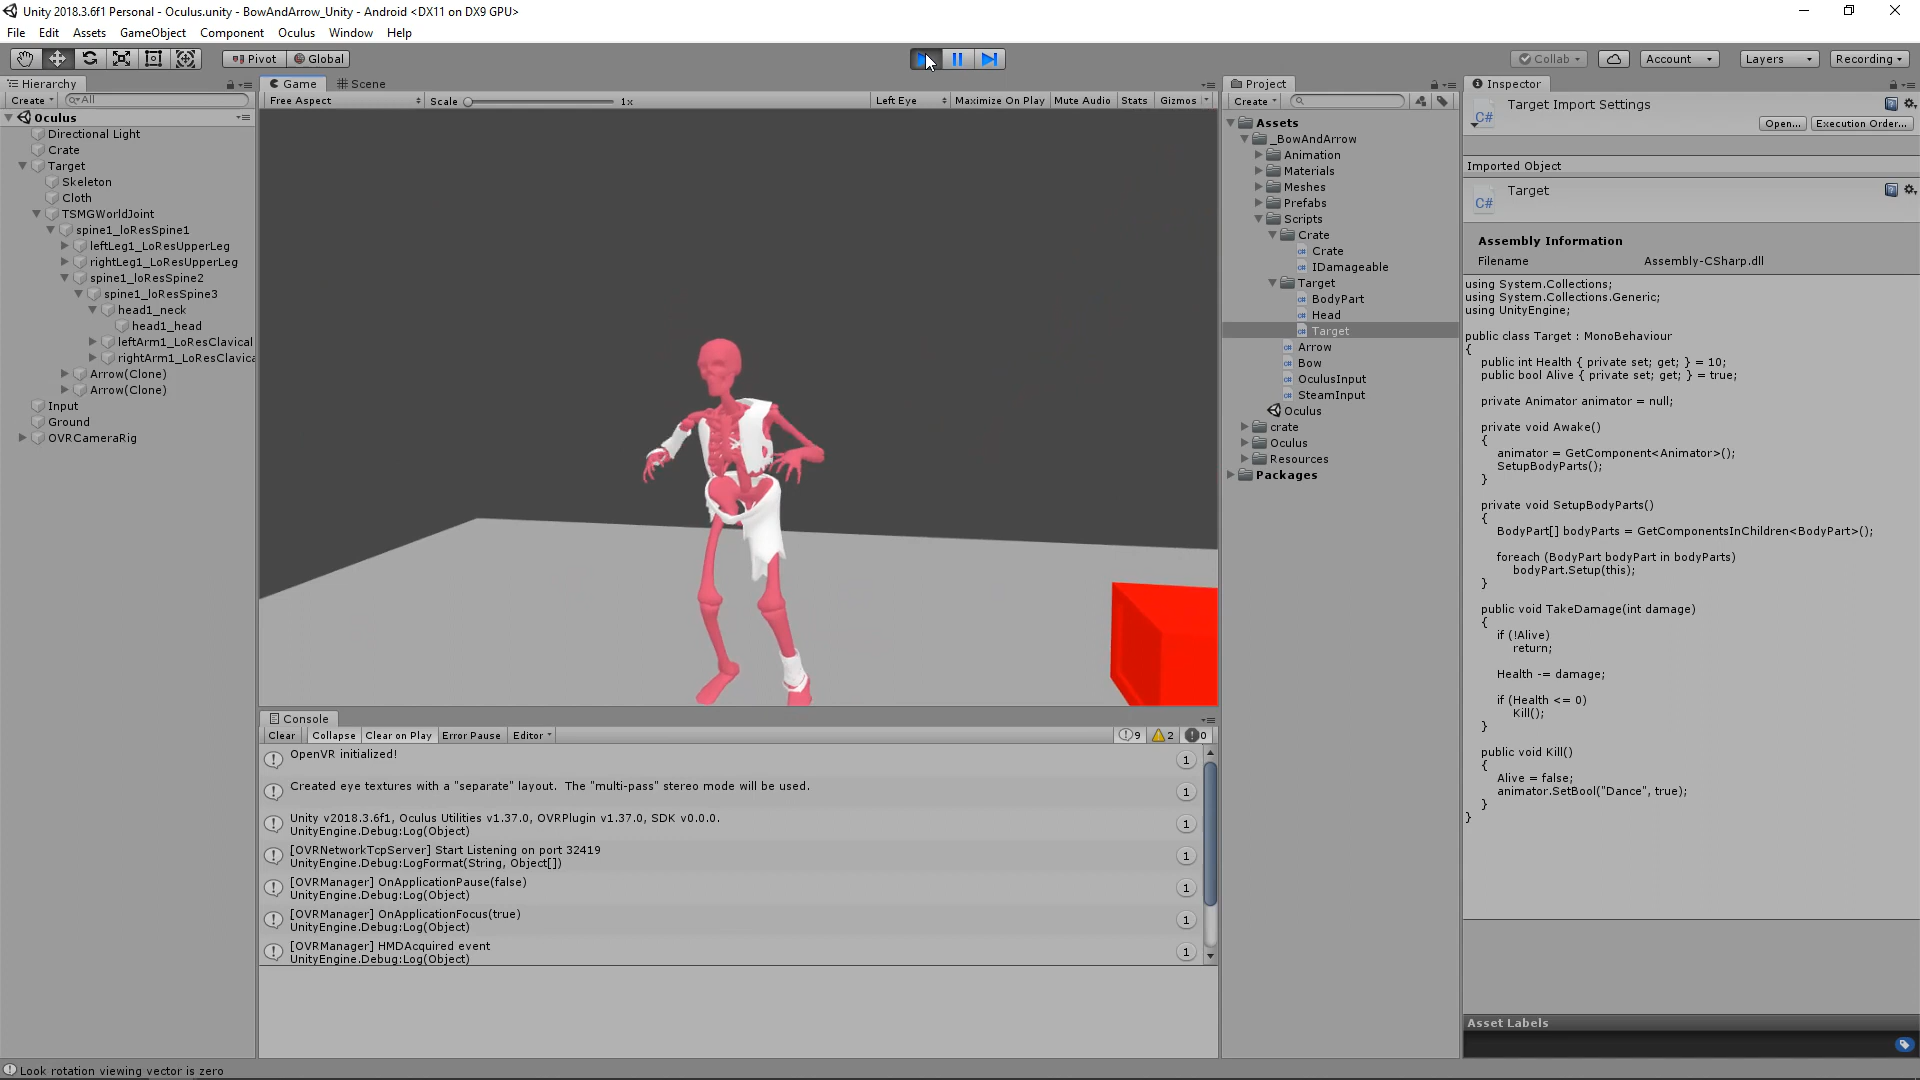 Unity 2018.3.6f1 Personal - Oculus.unity - BowAndArrow_Unity - Android <DX11 on DX9 GPU>
File Edit Assets GameObject Component Oculus Window Help
Pivot Global Collab Account Layers Recording
Hierarchy
Create All
Oculus
Directional Light
Crate
Target
Skeleton
Cloth
TSMGWorldJoint
spine1_loResSpine1
leftLeg1_LoResUpperLeg
rightLeg1_LoResUpperLeg
spine1_loResSpine2
spine1_loResSpine3
head1_neck
head1_head
leftArm1_LoResClavical
rightArm1_LoResClavica
Arrow(Clone)
Arrow(Clone)
Input
Ground
OVRCameraRig
Game Scene
Free Aspect Scale 1x Left Eye Maximize On Play Mute Audio Stats Gizmos
Console
Clear Collapse Clear on Play Error Pause Editor 9 2 0
OpenVR initialized! 1
Created eye textures with a "separate" layout. The "multi-pass" stereo mode will be used. 1
Unity v2018.3.6f1, Oculus Utilities v1.37.0, OVRPlugin v1.37.0, SDK v0.0.0. 1
UnityEngine.Debug:Log(Object)
[OVRNetworkTcpServer] Start Listening on port 32419 1
UnityEngine.Debug:LogFormat(String, Object[])
[OVRManager] OnApplicationPause(false) 1
UnityEngine.Debug:Log(Object)
[OVRManager] OnApplicationFocus(true) 1
UnityEngine.Debug:Log(Object)
[OVRManager] HMDAcquired event 1
UnityEngine.Debug:Log(Object)
Project
Create
Assets
_BowAndArrow
Animation
Materials
Meshes
Prefabs
Scripts
Crate
C# Crate
C# IDamageable
Target
C# BodyPart
C# Head
C# Target
C# Arrow
C# Bow
C# OculusInput
C# SteamInput
Oculus
crate
Oculus
Resources
Packages
Inspector
C# Target Import Settings
Open... Execution Order...
Imported Object
C# Target
Assembly Information
Filename Assembly-CSharp.dll
using System.Collections;
using System.Collections.Generic;
using UnityEngine;
public class Target : MonoBehaviour
{
public int Health { private set; get; } = 10;
public bool Alive { private set; get; } = true;
private Animator animator = null;
private void Awake()
{
animator = GetComponent<Animator>();
SetupBodyParts();
}
private void SetupBodyParts()
{
BodyPart[] bodyParts = GetComponentsInChildren<BodyPart>();
foreach (BodyPart bodyPart in bodyParts)
bodyPart.Setup(this);
}
public void TakeDamage(int damage)
{
if (!Alive)
return;
Health -= damage;
if (Health <= 0)
Kill();
}
public void Kill()
{
Alive = false;
animator.SetBool("Dance", true);
}
}
Asset Labels
Look rotation viewing vector is zero